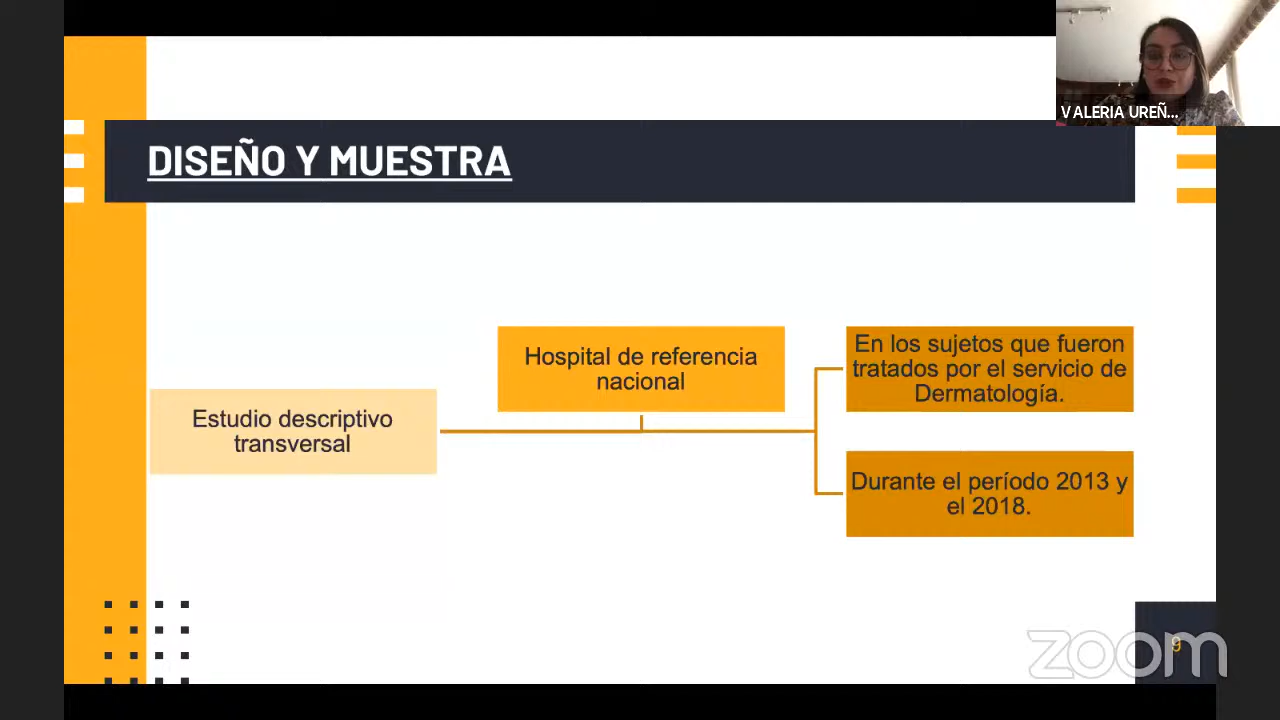 VALERIA UREÑ...
DISEÑO Y MUESTRA
Estudio descriptivo
transversal
Hospital de referencia
nacional
En los sujetos que fueron
tratados por el servicio de
Dermatología.
Durante el período 2013 y
el 2018.
9
zoom